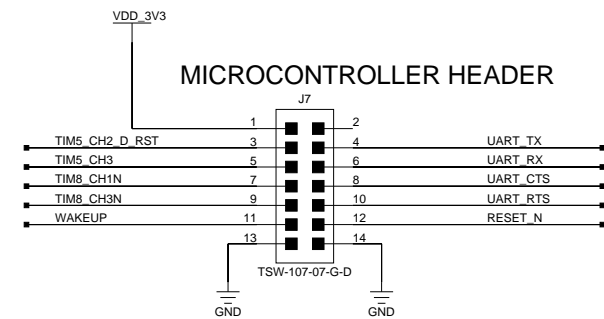 VDD_3V3
MICROCONTROLLER HEADER
J7
1 2
TIM5_CH2_D_RST 3 4 UART_TX
TIM5_CH3 5 6 UART_RX
TIM8_CH1N 7 8 UART_CTS
TIM8_CH3N 9 10 UART_RTS
WAKEUP 11 12 RESET_N
13 14
TSW-107-07-G-D
GND GND